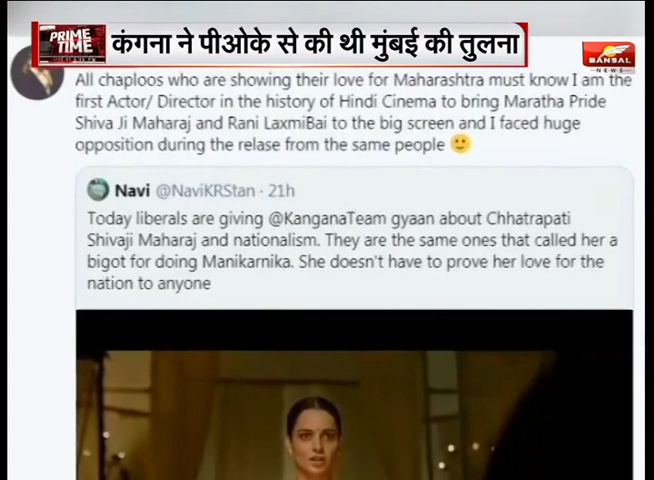 PRIME
TIME
कंगना ने पीओके से की थी मुंबई की तुलना
BANSAL
NEWS
All chaploos who are showing their love for Maharashtra must know I am the
first Actor/ Director in the history of Hindi Cinema to bring Maratha Pride
Shiva Ji Maharaj and Rani LaxmiBai to the big screen and I faced huge
opposition during the relase from the same people 🙂
Navi @NaviKRStan · 21h
Today liberals are giving @KanganaTeam gyaan about Chhatrapati
Shivaji Maharaj and nationalism. They are the same ones that called her a
bigot for doing Manikarnika. She doesn't have to prove her love for the
nation to anyone